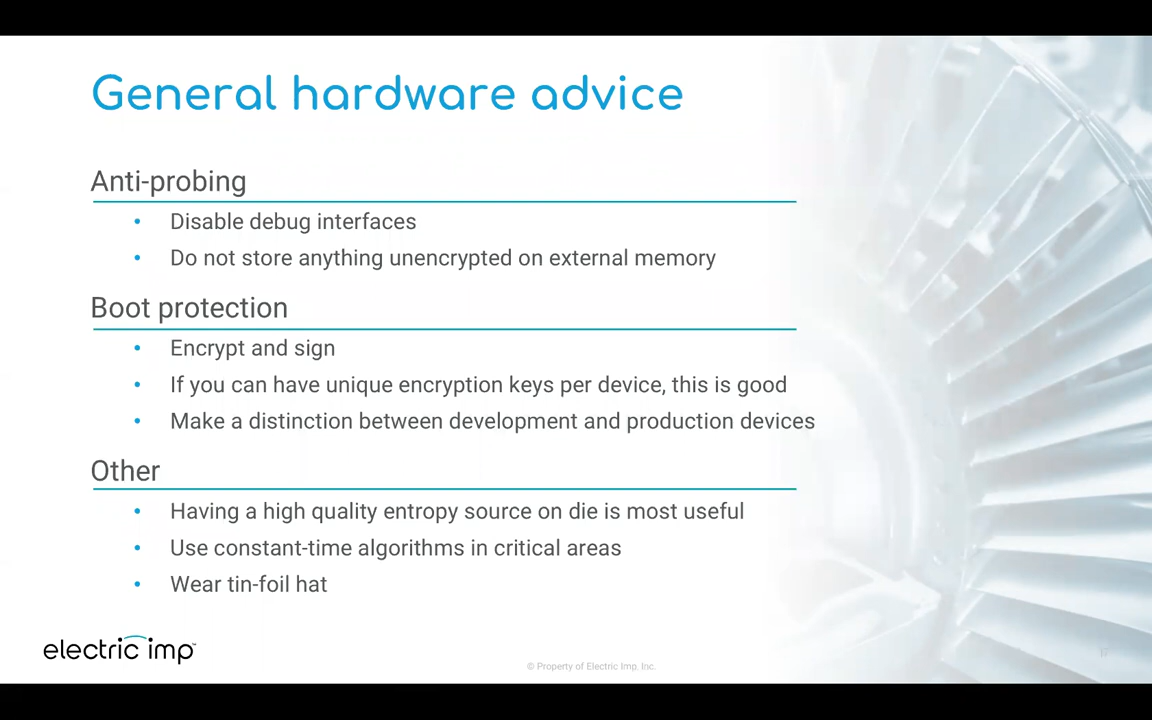 General hardware advice
Anti-probing
• Disable debug interfaces
• Do not store anything unencrypted on external memory
Boot protection
• Encrypt and sign
• If you can have unique encryption keys per device, this is good
• Make a distinction between development and production devices
Other
• Having a high quality entropy source on die is most useful
• Use constant-time algorithms in critical areas
• Wear tin-foil hat
electric imp™
© Property of Electric Imp. Inc.